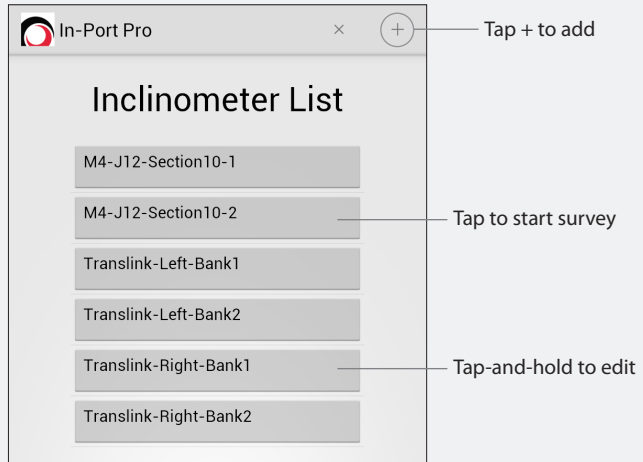 In-Port Pro × + Tap + to add
Inclinometer List
M4-J12-Section10-1
M4-J12-Section10-2 Tap to start survey
Translink-Left-Bank1
Translink-Left-Bank2
Translink-Right-Bank1 Tap-and-hold to edit
Translink-Right-Bank2